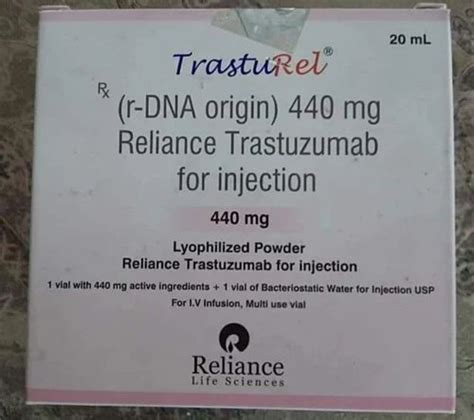 20 mL
TrastuRel®
Rx (r-DNA origin) 440 mg
Reliance Trastuzumab
for injection
440 mg
Lyophilized Powder
Reliance Trastuzumab for injection
1 vial with 440 mg active ingredients + 1 vial of Bacteriostatic Water for Injection USP
For I.V Infusion, Multi use vial
Reliance
Life Sciences